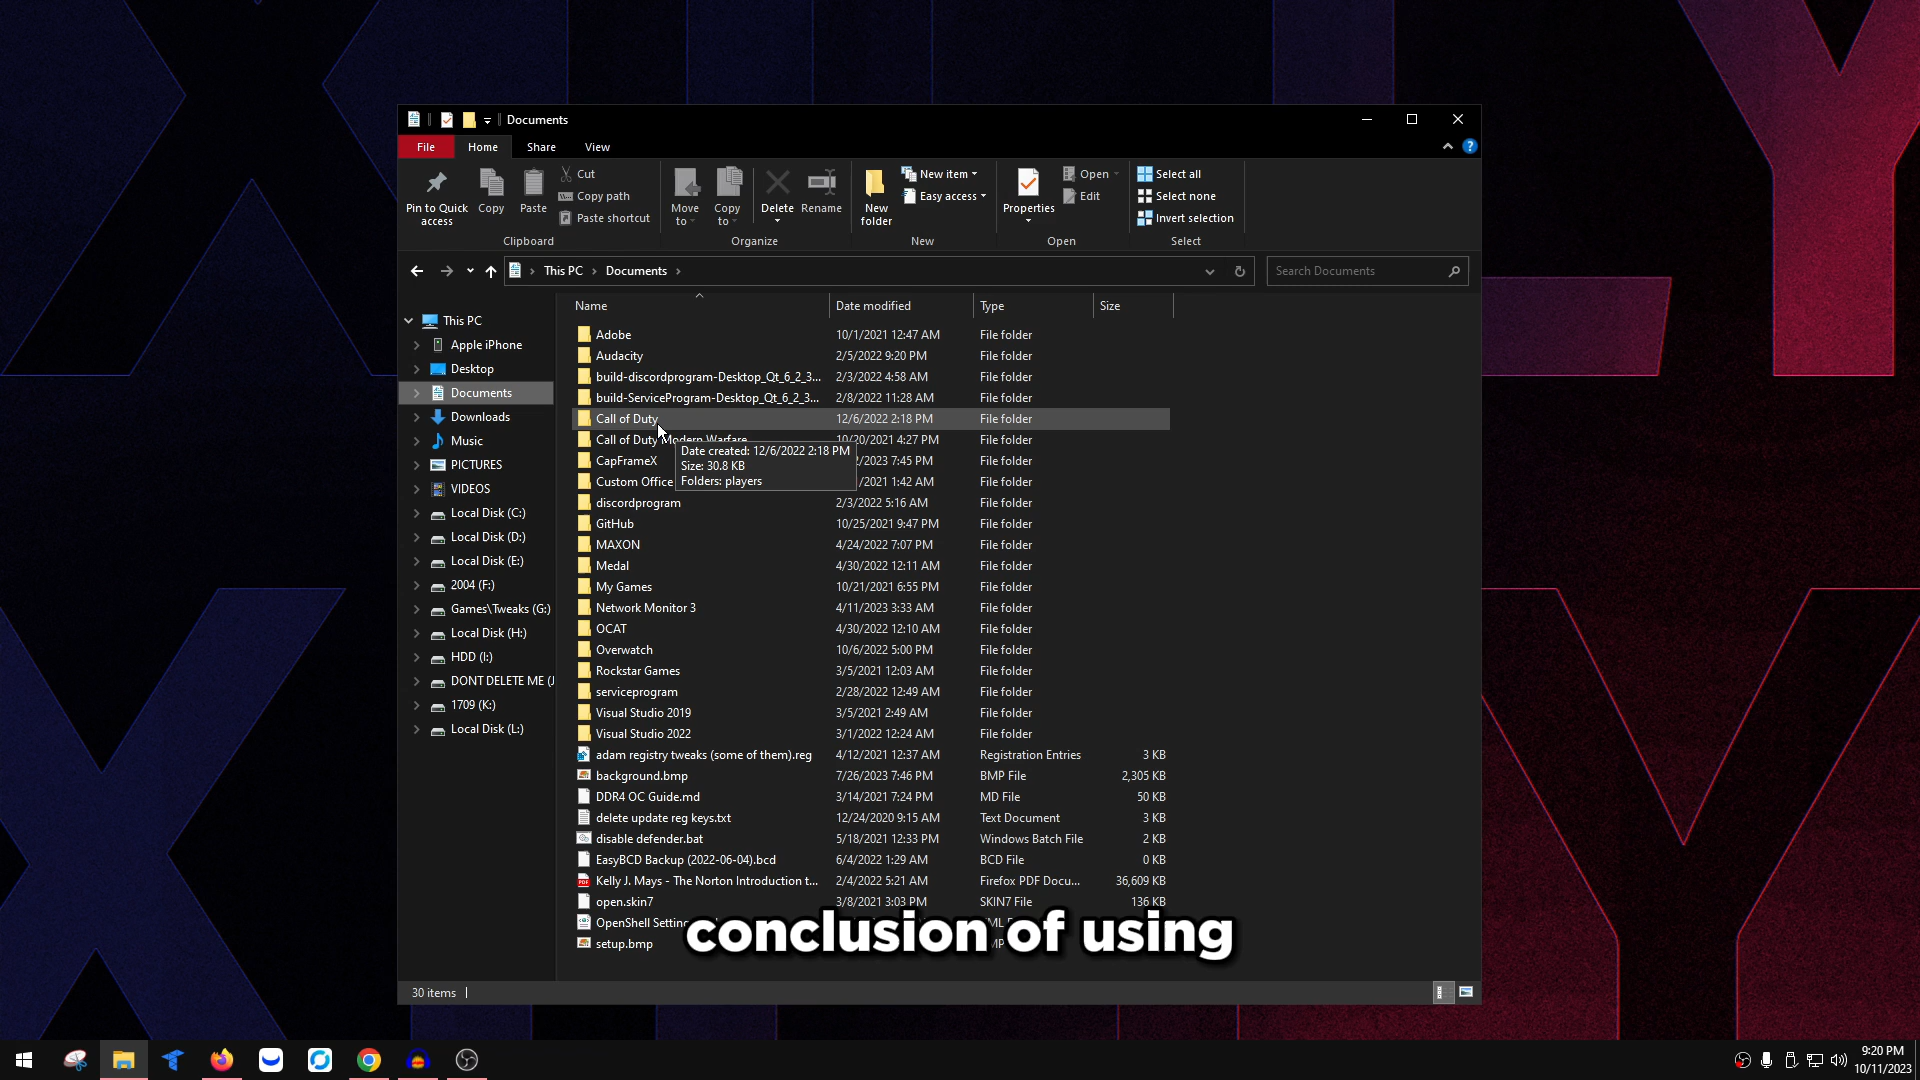 Documents
File Home Share View
Pin to Quick access
Copy
Paste
Cut
Copy path
Paste shortcut
Clipboard
Move to
Copy to
Delete
Rename
Organize
New folder
New item
Easy access
New
Properties
Open
Edit
Open
Select all
Select none
Invert selection
Select
This PC Documents
Search Documents
Name Date modified Type Size
This PC
Apple iPhone
Desktop
Documents
Downloads
Music
PICTURES
VIDEOS
Local Disk (C:)
Local Disk (D:)
Local Disk (E:)
2004 (F:)
Games\Tweaks (G:)
Local Disk (H:)
HDD (I:)
DONT DELETE ME (J
1709 (K:)
Local Disk (L:)
Adobe 10/1/2021 12:47 AM File folder
Audacity 2/5/2022 9:20 PM File folder
build-discordprogram-Desktop_Qt_6_2_3... 2/3/2022 4:58 AM File folder
build-ServiceProgram-Desktop_Qt_6_2_3... 2/8/2022 11:28 AM File folder
Call of Duty 12/6/2022 2:18 PM File folder
Call of Duty Modern Warfare 10/20/2021 4:27 PM File folder
Date created: 12/6/2022 2:18 PM
Size: 30.8 KB
Folders: players
CapFrameX 2/2023 7:45 PM File folder
Custom Office /2021 1:42 AM File folder
discordprogram 2/3/2022 5:16 AM File folder
GitHub 10/25/2021 9:47 PM File folder
MAXON 4/24/2022 7:07 PM File folder
Medal 4/30/2022 12:11 AM File folder
My Games 10/21/2021 6:55 PM File folder
Network Monitor 3 4/11/2023 3:33 AM File folder
OCAT 4/30/2022 12:10 AM File folder
Overwatch 10/6/2022 5:00 PM File folder
Rockstar Games 3/5/2021 12:03 AM File folder
serviceprogram 2/28/2022 12:49 AM File folder
Visual Studio 2019 3/5/2021 2:49 AM File folder
Visual Studio 2022 3/1/2022 12:24 AM File folder
adam registry tweaks (some of them).reg 4/12/2021 12:37 AM Registration Entries 3 KB
background.bmp 7/26/2023 7:46 PM BMP File 2,305 KB
DDR4 OC Guide.md 3/14/2021 7:24 PM MD File 50 KB
delete update reg keys.txt 12/24/2020 9:15 AM Text Document 3 KB
disable defender.bat 5/18/2021 12:33 PM Windows Batch File 2 KB
EasyBCD Backup (2022-06-04).bcd 6/4/2022 1:29 AM BCD File 0 KB
Kelly J. Mays - The Norton Introduction t... 2/4/2022 5:21 AM Firefox PDF Docu... 36,609 KB
open.skin7 3/8/2021 3:03 PM SKIN7 File 136 KB
OpenShell Setting
setup.bmp
conclusion of using
30 items
9:20 PM
10/11/2023